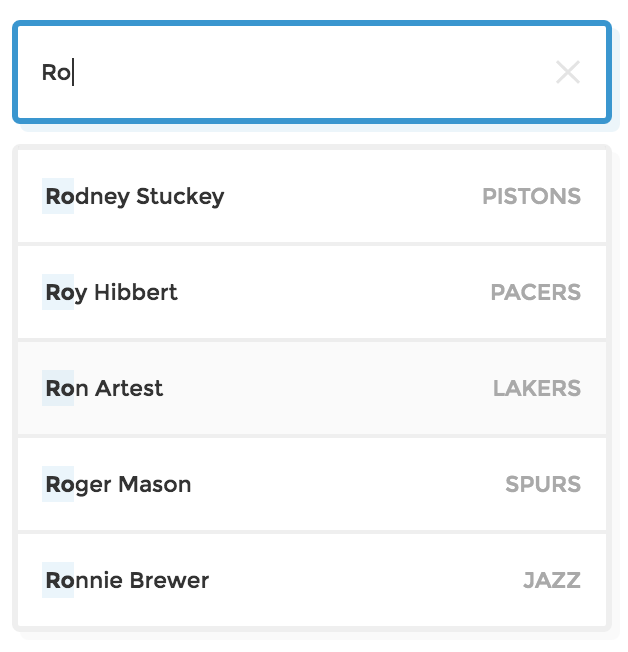 Ro
Rodney Stuckey PISTONS
Roy Hibbert PACERS
Ron Artest LAKERS
Roger Mason SPURS
Ronnie Brewer JAZZ